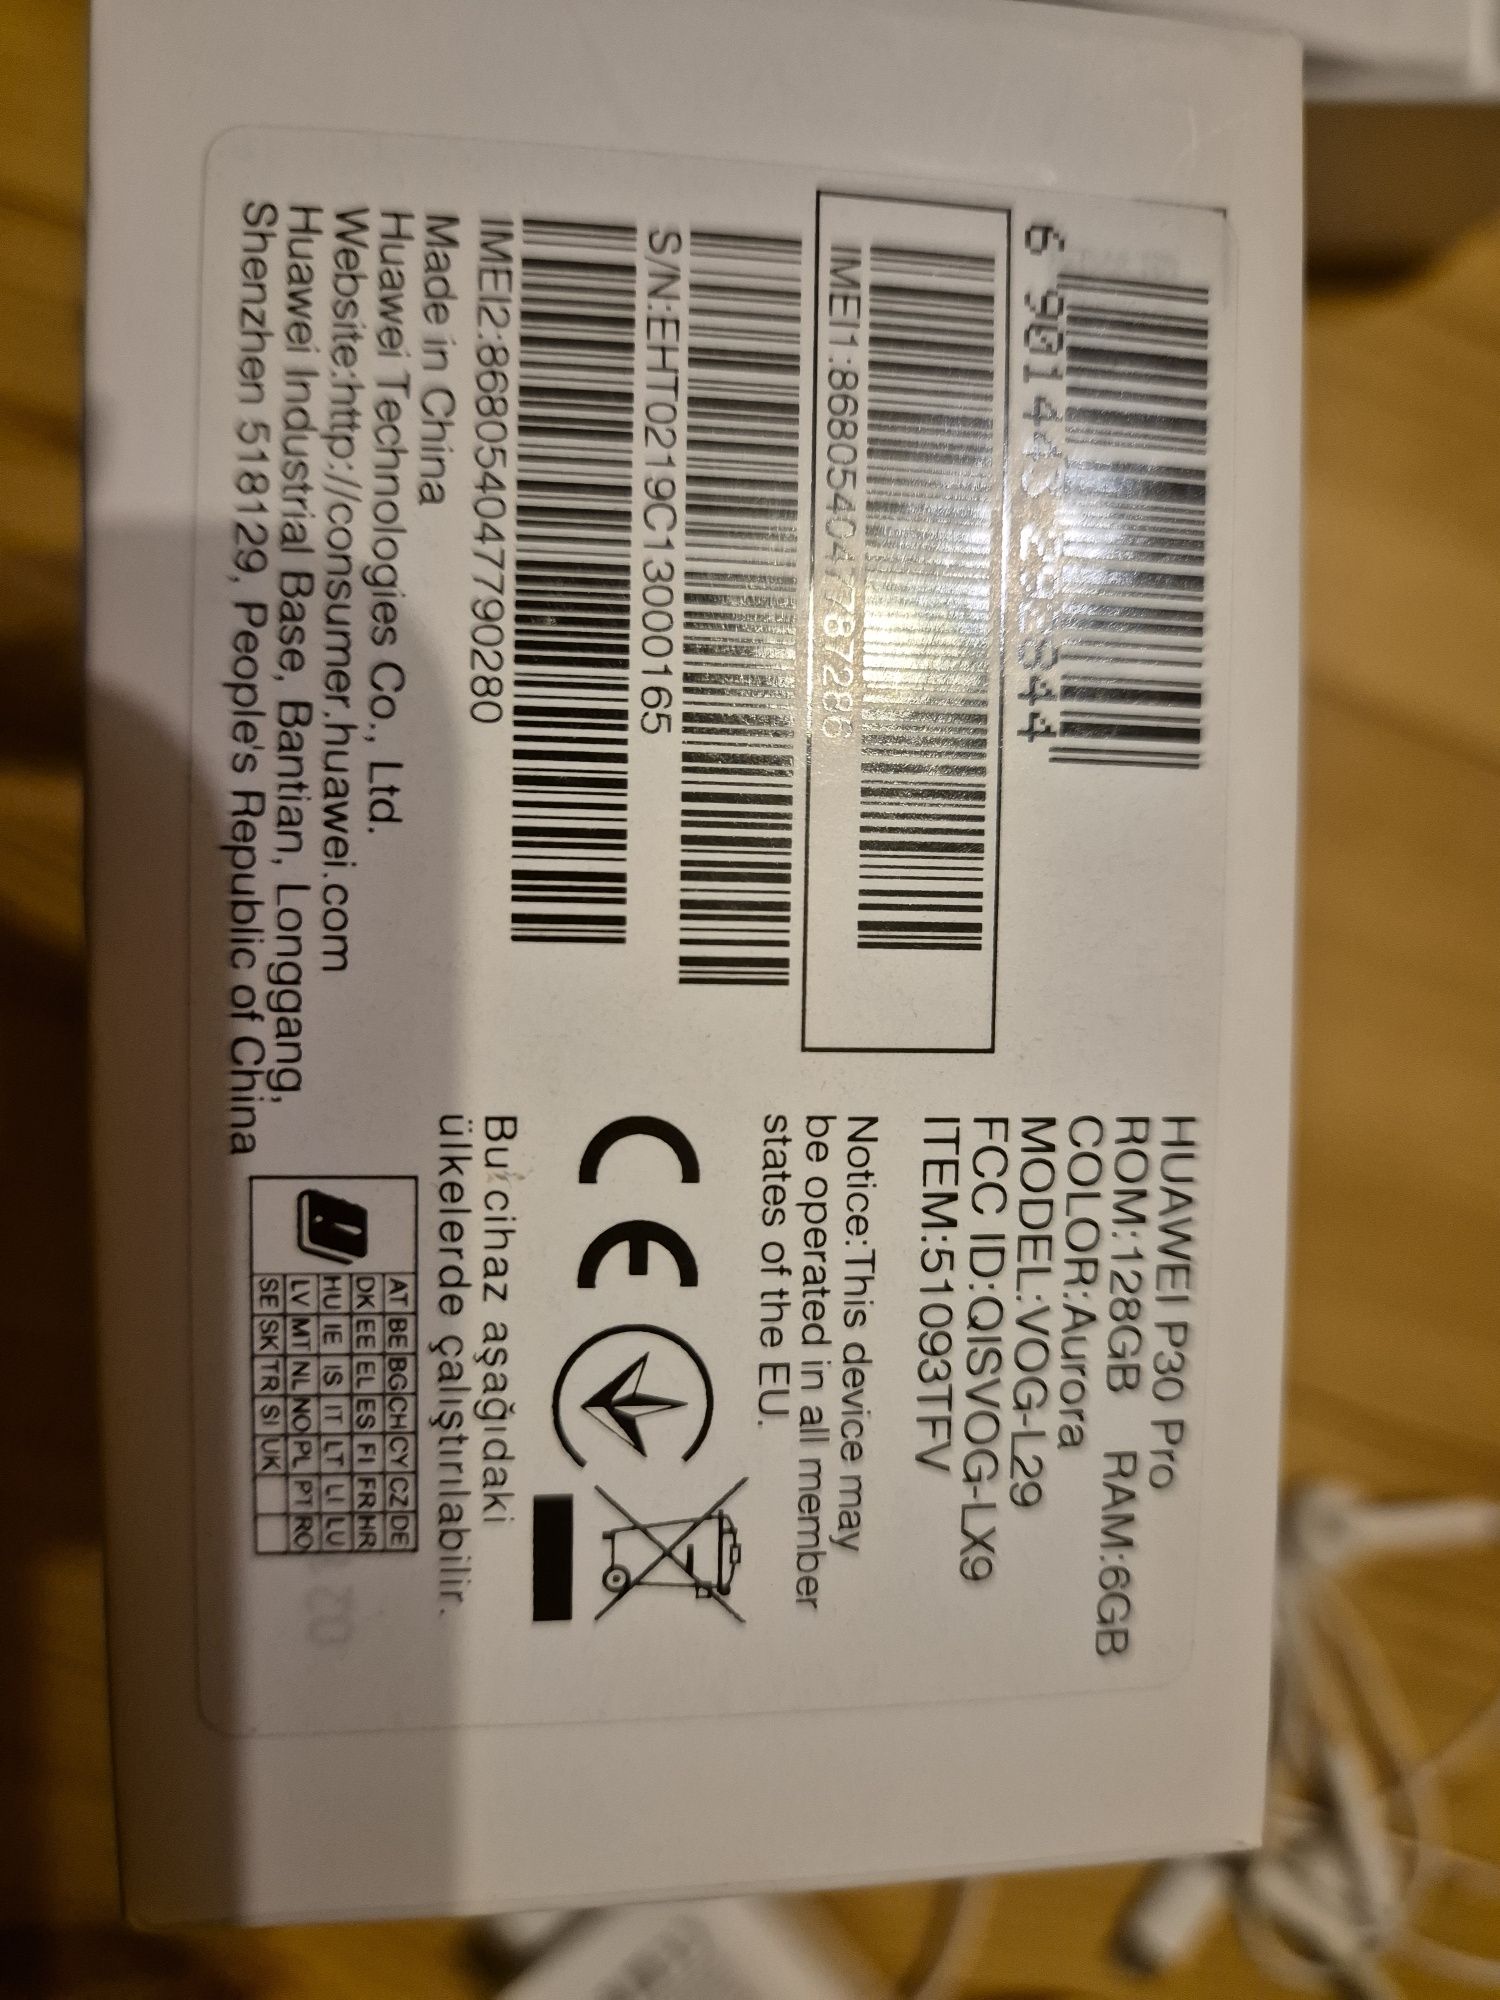 6 901443 292844
IMEI1:868054047787286
S/N:EHT0219C13000165
IMEI2:868054047790280
Made in China
Huawei Technologies Co., Ltd.
Website:http://consumer.huawei.com
Huawei Industrial Base, Bantian, Longgang,
Shenzhen 518129, People's Republic of China
HUAWEI P30 Pro
ROM:128GB RAM:6GB
COLOR:Aurora
MODEL:VOG-L29
FCC ID:QISVOG-LX9
ITEM:51093TFV
Notice:This device may
be operated in all member
states of the EU.
CE
Bu cihaz aşağıdaki
ülkelerde çalıştırılabilir.
AT BE BG CH CY CZ DE
DK EE EL ES FI FR HR
HU IE IS IT LT LI LU
LV MT NL NO PL PT RO
SE SK TR SI UK